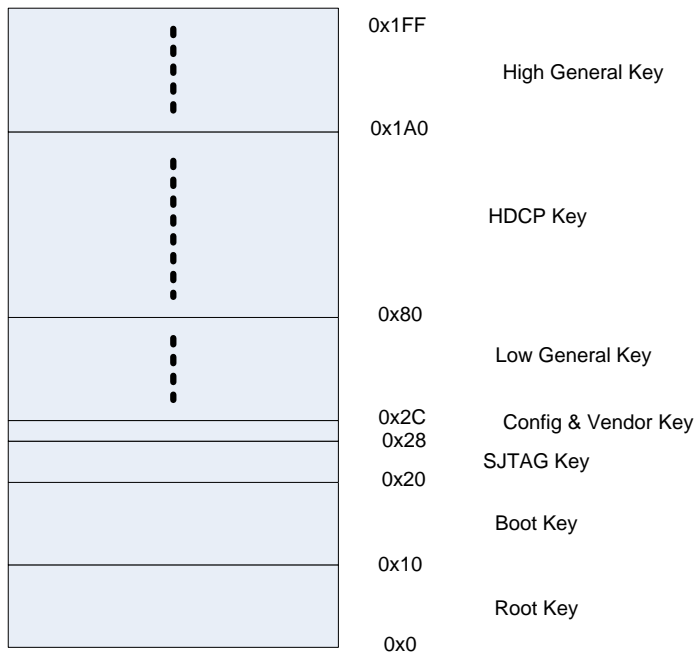 0x1FF
High General Key
0x1A0
HDCP Key
0x80
Low General Key
0x2C
Config & Vendor Key
0x28
SJTAG Key
0x20
Boot Key
0x10
Root Key
0x0